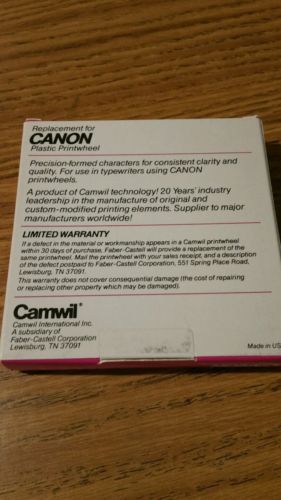 Replacement for
CANON
Plastic Printwheel
Precision-formed characters for consistent clarity and
quality. For use in typewriters using CANON
printwheels.
A product of Camwil technology! 20 Years' industry
leadership in the manufacture of original and
custom-modified printing elements. Supplier to major
manufacturers worldwide!
LIMITED WARRANTY
If a defect in the material or workmanship appears in a Camwil printwheel
within 30 days of purchase, Faber-Castell will provide a replacement of the
same printwheel. Mail the printwheel with your sales receipt, and a description
of the defect postpaid to Faber-Castell Corporation, 551 Spring Place Road,
Lewisburg, TN 37091.
This warranty does not cover consequential damage (the cost of repairing
or replacing other property which may be damaged).
Camwil®
Camwil International Inc.
A subsidiary of
Faber-Castell Corporation
Lewisburg, TN 37091
Made in US